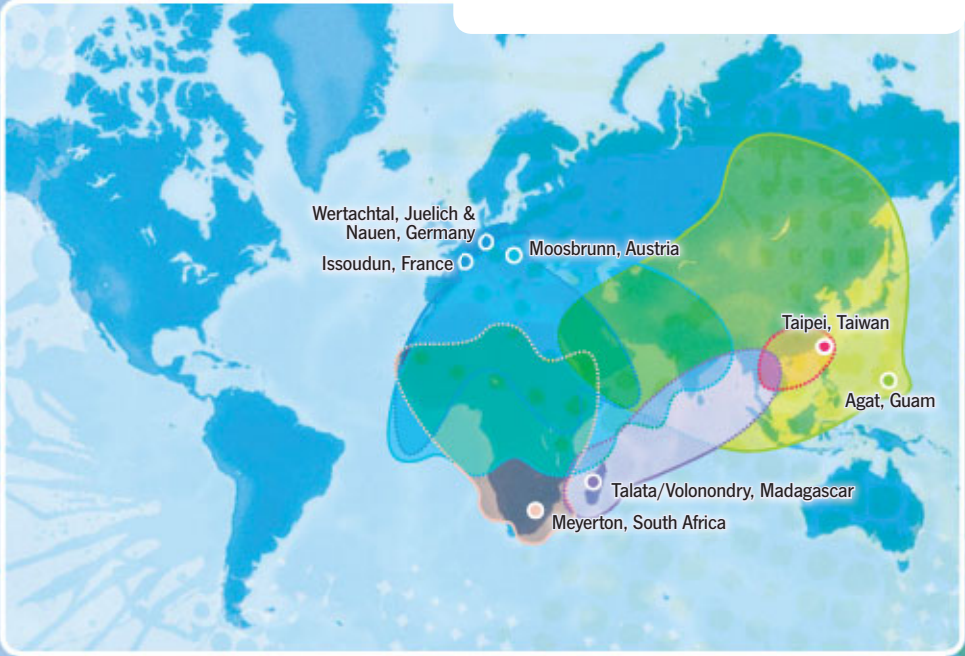 Wertachtal, Juelich &
Nauen, Germany
Moosbrunn, Austria
Issoudun, France
Taipei, Taiwan
Agat, Guam
Talata/Volonondry, Madagascar
Meyerton, South Africa